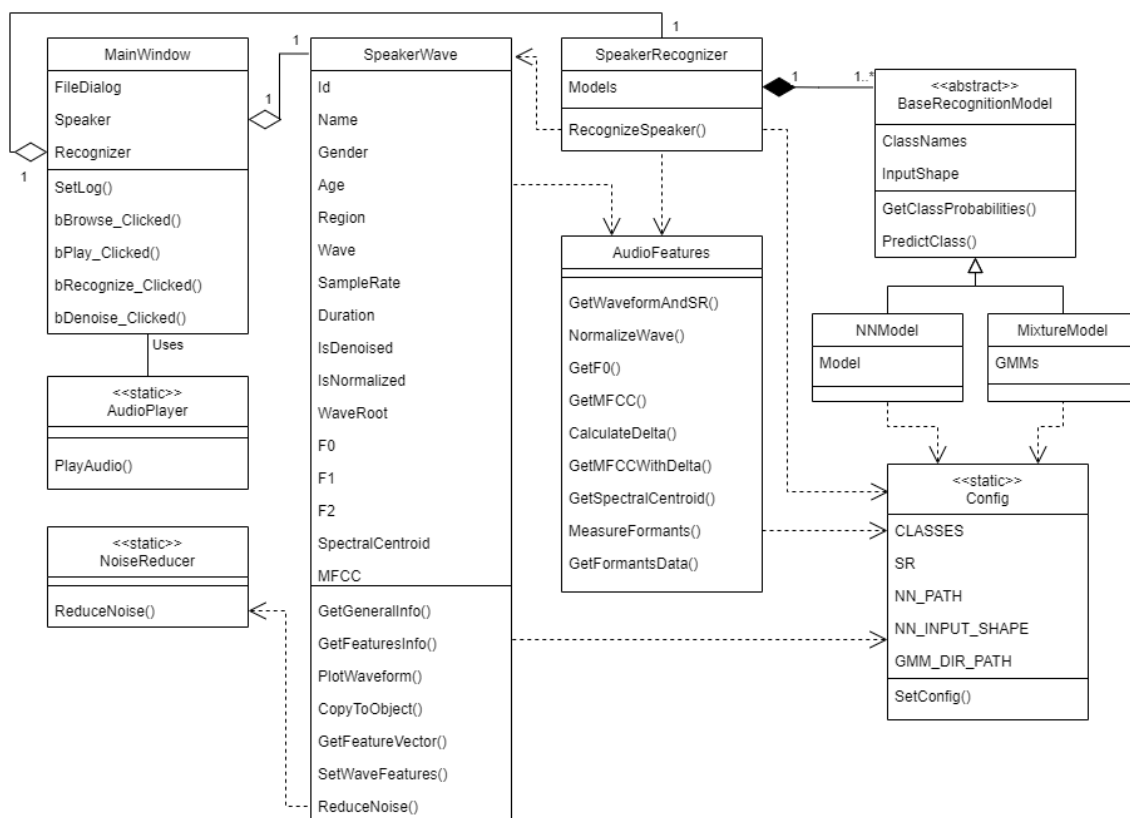 MainWindow
FileDialog
Speaker
Recognizer
SetLog()
bBrowse_Clicked()
bPlay_Clicked()
bRecognize_Clicked()
bDenoise_Clicked()
1
1
1
1
Uses
<<static>>
AudioPlayer
PlayAudio()
<<static>>
NoiseReducer
ReduceNoise()
SpeakerWave
Id
Name
Gender
Age
Region
Wave
SampleRate
Duration
IsDenoised
IsNormalized
WaveRoot
F0
F1
F2
SpectralCentroid
MFCC
GetGeneralInfo()
GetFeaturesInfo()
PlotWaveform()
CopyToObject()
GetFeatureVector()
SetWaveFeatures()
ReduceNoise()
SpeakerRecognizer
Models
RecognizeSpeaker()
1
1..*
AudioFeatures
GetWaveformAndSR()
NormalizeWave()
GetF0()
GetMFCC()
CalculateDelta()
GetMFCCWithDelta()
GetSpectralCentroid()
MeasureFormants()
GetFormantsData()
<<abstract>>
BaseRecognitionModel
ClassNames
InputShape
GetClassProbabilities()
PredictClass()
NNModel
Model
MixtureModel
GMMs
<<static>>
Config
CLASSES
SR
NN_PATH
NN_INPUT_SHAPE
GMM_DIR_PATH
SetConfig()